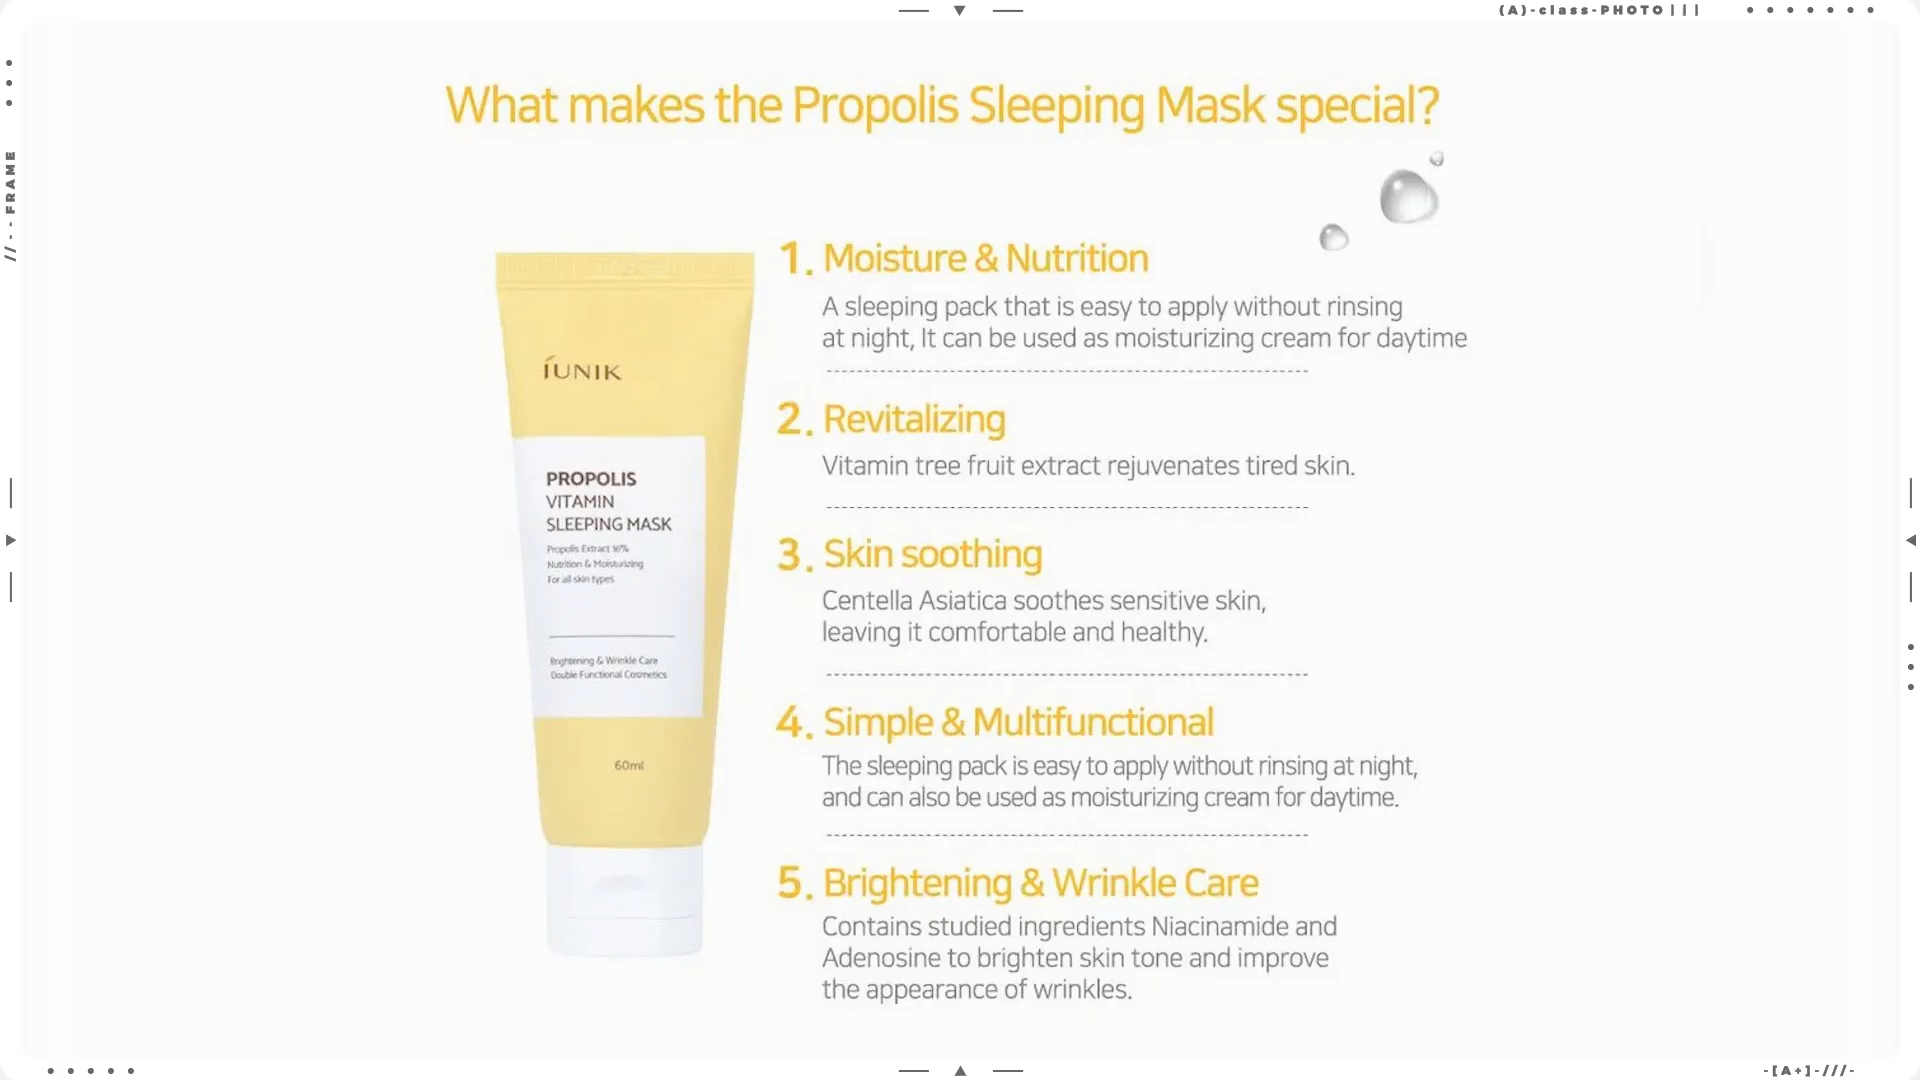 (A)-class-PHOTO|||
//--FRAME
What makes the Propolis Sleeping Mask special?
íUNIK
PROPOLIS
VITAMIN
SLEEPING MASK
Propolis Extract 16%
Nutrition & Moisturizing
For all skin types
Brightening & Wrinkle Care
Double Functional Cosmetics
60ml
1. Moisture & Nutrition
A sleeping pack that is easy to apply without rinsing
at night, It can be used as moisturizing cream for daytime
2. Revitalizing
Vitamin tree fruit extract rejuvenates tired skin.
3. Skin soothing
Centella Asiatica soothes sensitive skin,
leaving it comfortable and healthy.
4. Simple & Multifunctional
The sleeping pack is easy to apply without rinsing at night,
and can also be used as moisturizing cream for daytime.
5. Brightening & Wrinkle Care
Contains studied ingredients Niacinamide and
Adenosine to brighten skin tone and improve
the appearance of wrinkles.
-[A+]-///-